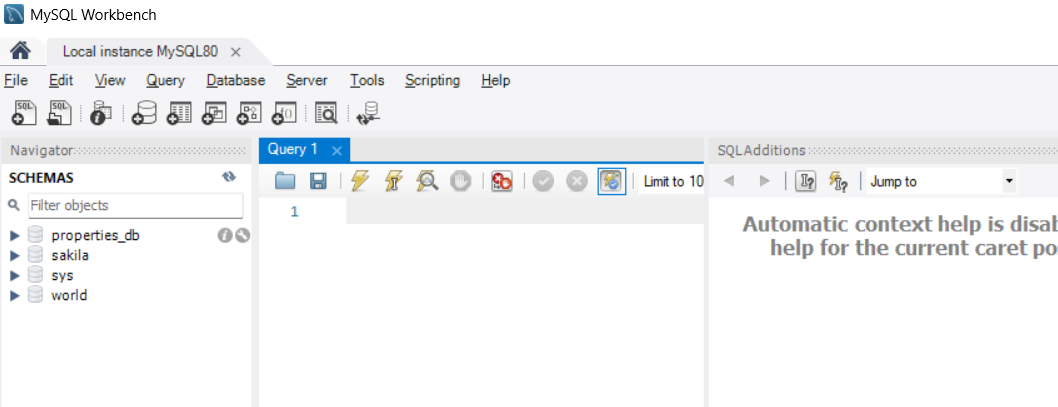 MySQL Workbench
Local instance MySQL80
File Edit View Query Database Server Tools Scripting Help
Navigator
Query 1
SQLAdditions
SCHEMAS
Limit to 10
Jump to
Filter objects
1
properties_db
sakila
sys
world
Automatic context help is disab
help for the current caret po